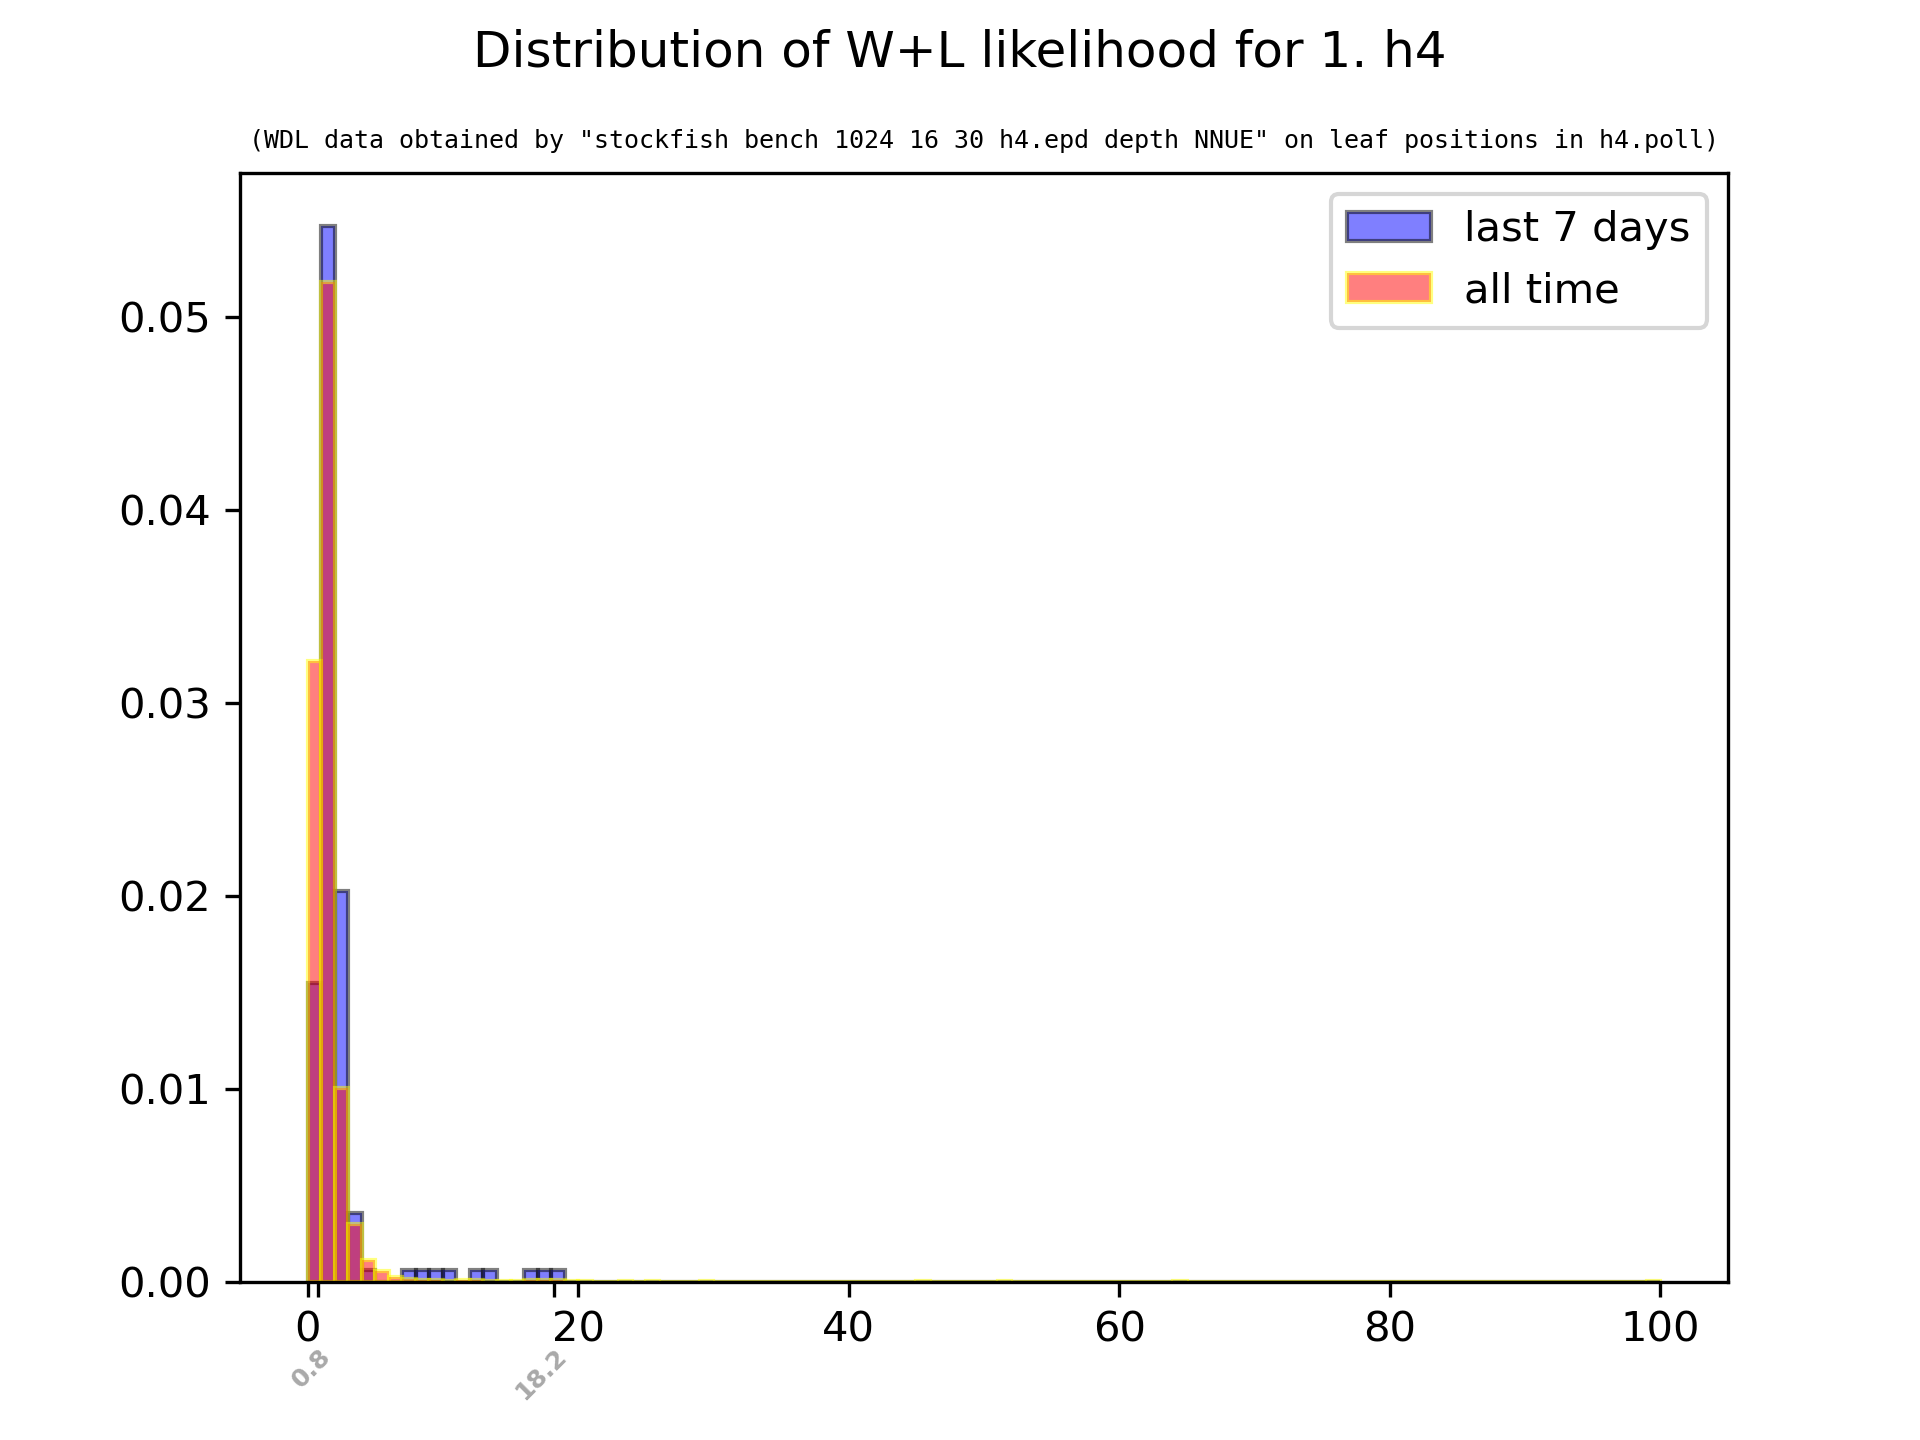 Distribution of W+L likelihood for 1. h4
(WDL data obtained by "stockfish bench 1024 16 30 h4.epd depth NNUE" on leaf positions in h4.poll)
last 7 days
all time
0.05
0.04
0.03
0.02
0.01
0.00
0 20 40 60 80 100
0.8 18.2